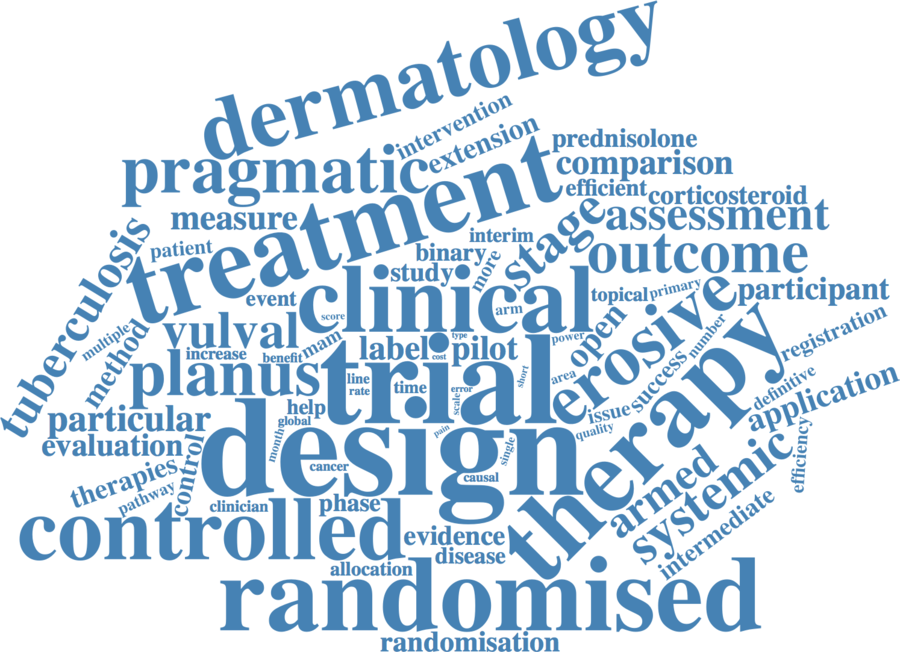 dermatology
intervention
pragmatic
extension
prednisolone
comparison
treatment
efficient
corticosteroid
measure
stage
assessment
tuberculosis
patient
binary
interim
outcome
study
more
event
clinical
arm
topical
primary
participant
score
erosive
multiple
method
vulval
mam
label
type
pilot
power
open
number
registration
increase
benefit
cost
planus
trial
line
rate
time
scale
error
short
area
success
therapy
definitive
application
particular
help
global
issue
quality
evaluation
control
month
design
pain
single
cancer
causal
armed
systemic
efficiency
therapies
pathway
clinician
phase
controlled
evidence
disease
intermediate
allocation
randomised
randomisation